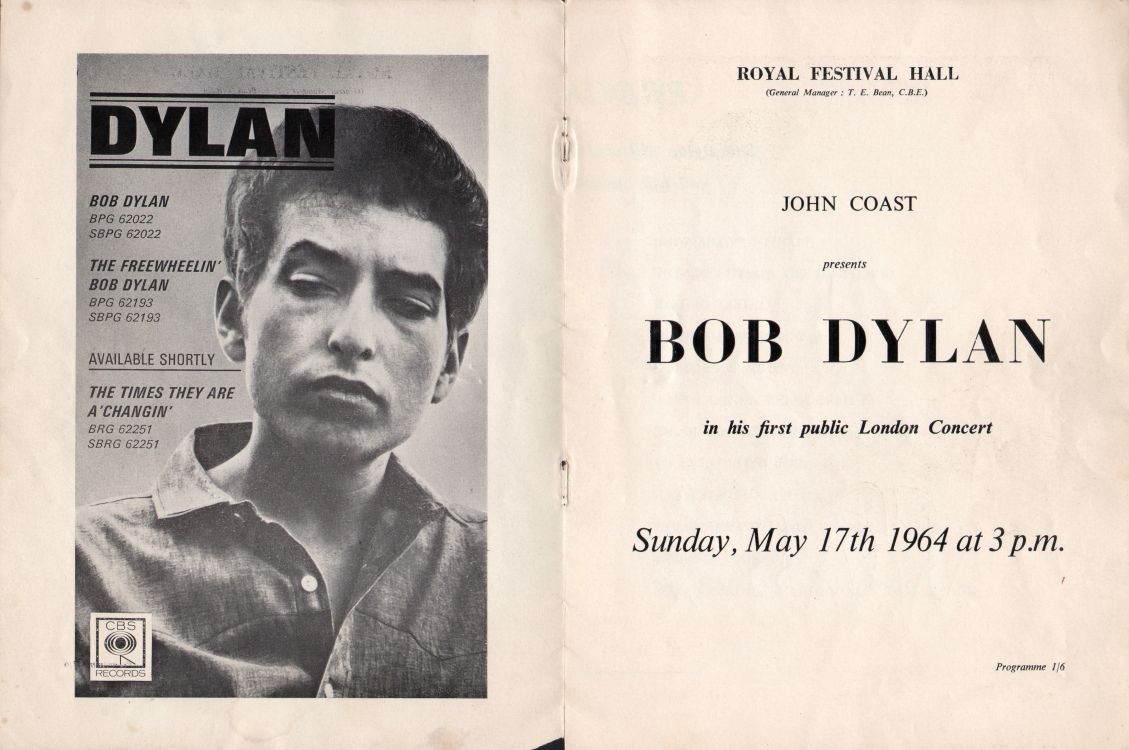 DYLAN
BOB DYLAN
BPG 62022
SBPG 62022
THE FREEWHEELIN'
BOB DYLAN
BPG 62193
SBPG 62193
AVAILABLE SHORTLY
THE TIMES THEY ARE
A'CHANGIN'
BRG 62251
SBRG 62251
CBS
RECORDS
ROYAL FESTIVAL HALL
(General Manager : T. E. Bean, C.B.E.)
JOHN COAST
presents
BOB DYLAN
in his first public London Concert
Sunday, May 17th 1964 at 3 p.m.
Programme 1/6